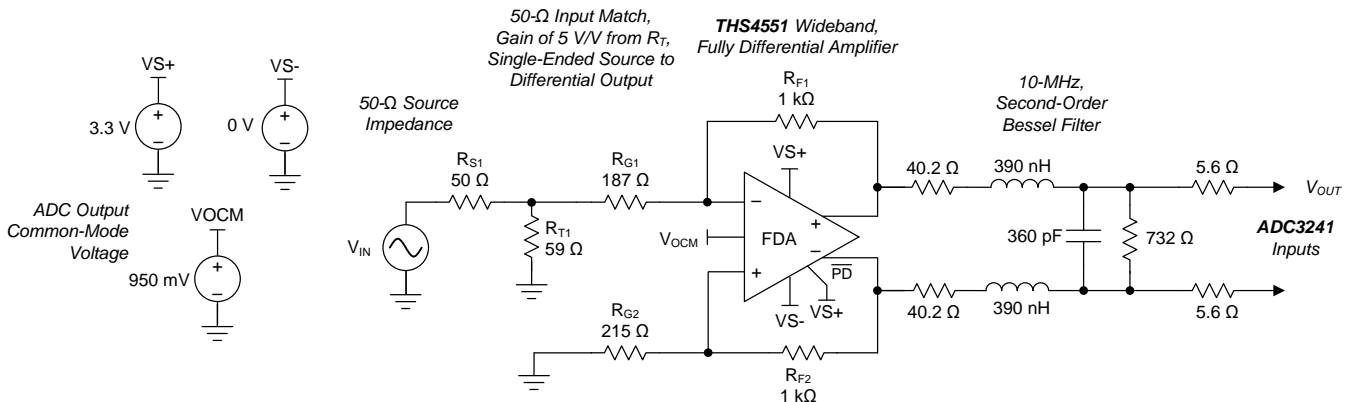 50-Ω Input Match,
Gain of 5 V/V from RT,
Single-Ended Source to
Differential Output
THS4551 Wideband,
Fully Differential Amplifier
VS+
VS-
3.3 V
0 V
50-Ω Source
Impedance
RF1
1 kΩ
10-MHz,
Second-Order
Bessel Filter
RS1
50 Ω
RG1
187 Ω
VS+
40.2 Ω
390 nH
5.6 Ω
VOUT
ADC Output
Common-Mode
Voltage
VOCM
950 mV
VIN
RT1
59 Ω
VOCM
FDA
PD
360 pF
732 Ω
ADC3241
Inputs
VS-
VS+
40.2 Ω
390 nH
5.6 Ω
RG2
215 Ω
RF2
1 kΩ